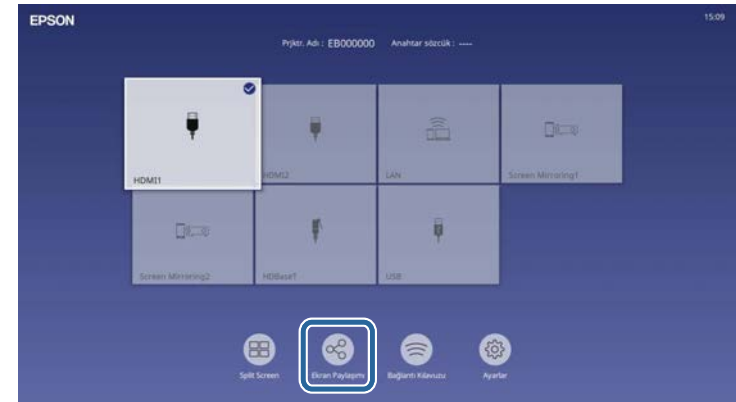 EPSON
15:09
Prjktr. Adı : EB000000 Anahtar sözcük : ----
HDMI1
HDMI2
LAN
Screen Mirroring1
Screen Mirroring2
HDBaseT
USB
Split Screen
Ekran Paylaşımı
Bağlantı Kılavuzu
Ayarlar